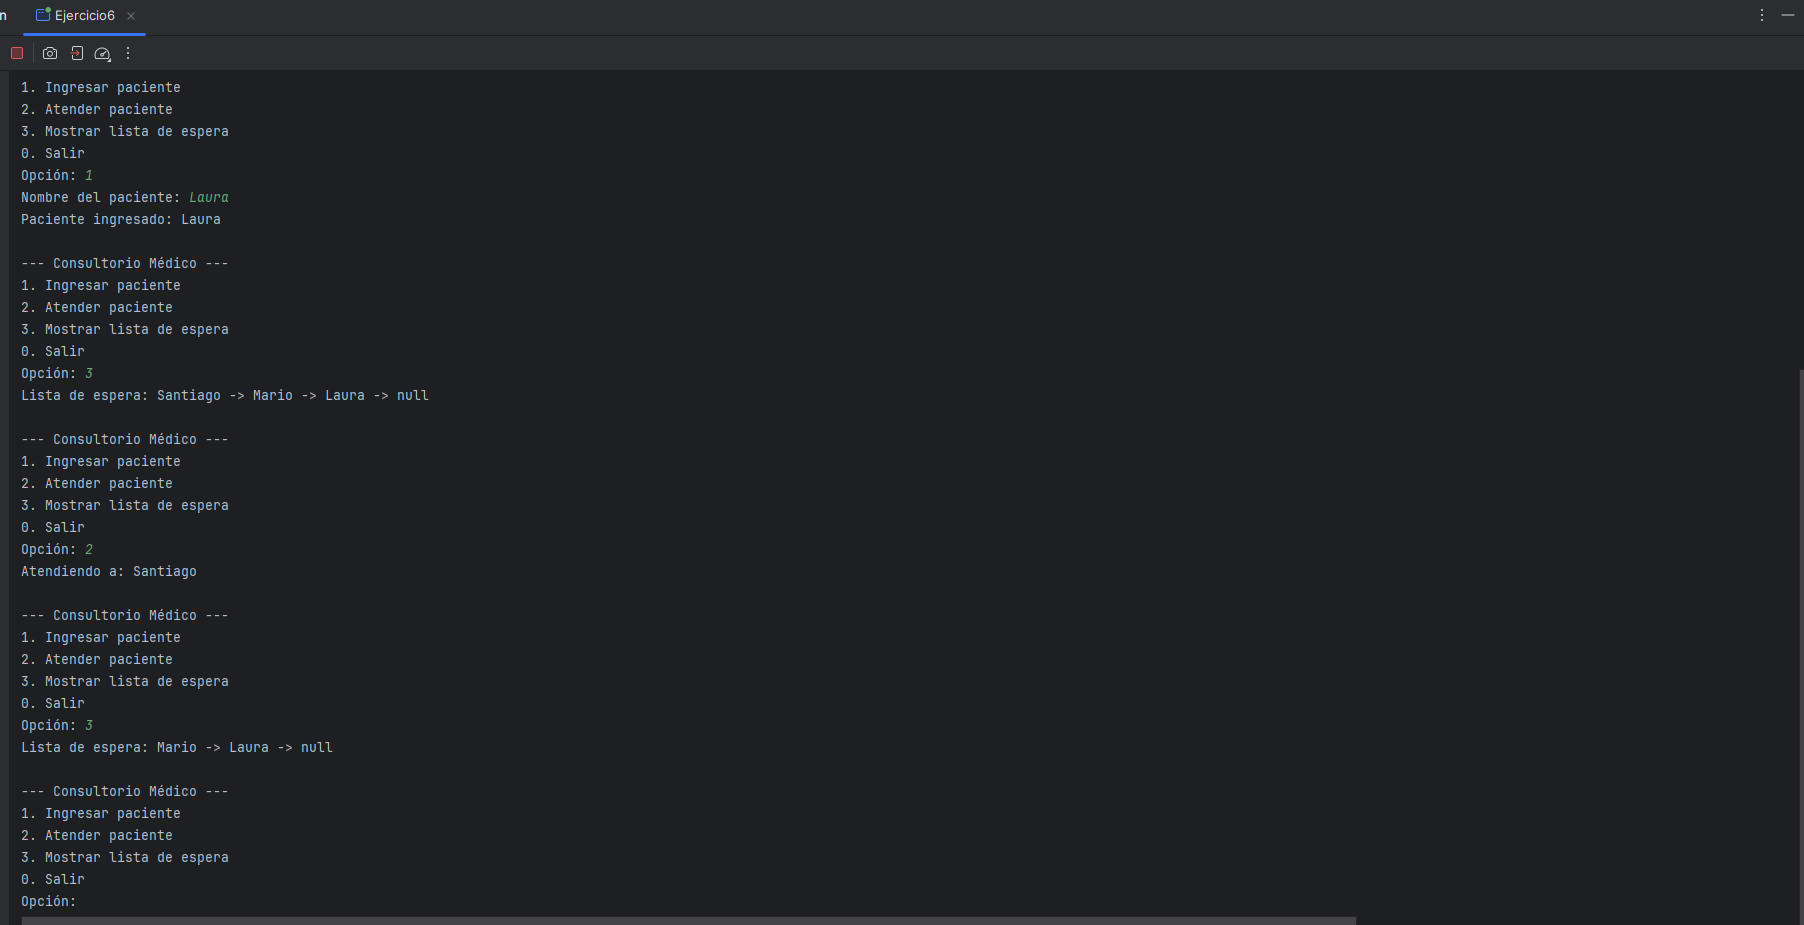 n Ejercicio6
1. Ingresar paciente
2. Atender paciente
3. Mostrar lista de espera
0. Salir
Opción: 1
Nombre del paciente: Laura
Paciente ingresado: Laura
--- Consultorio Médico ---
1. Ingresar paciente
2. Atender paciente
3. Mostrar lista de espera
0. Salir
Opción: 3
Lista de espera: Santiago -> Mario -> Laura -> null
--- Consultorio Médico ---
1. Ingresar paciente
2. Atender paciente
3. Mostrar lista de espera
0. Salir
Opción: 2
Atendiendo a: Santiago
--- Consultorio Médico ---
1. Ingresar paciente
2. Atender paciente
3. Mostrar lista de espera
0. Salir
Opción: 3
Lista de espera: Mario -> Laura -> null
--- Consultorio Médico ---
1. Ingresar paciente
2. Atender paciente
3. Mostrar lista de espera
0. Salir
Opción: